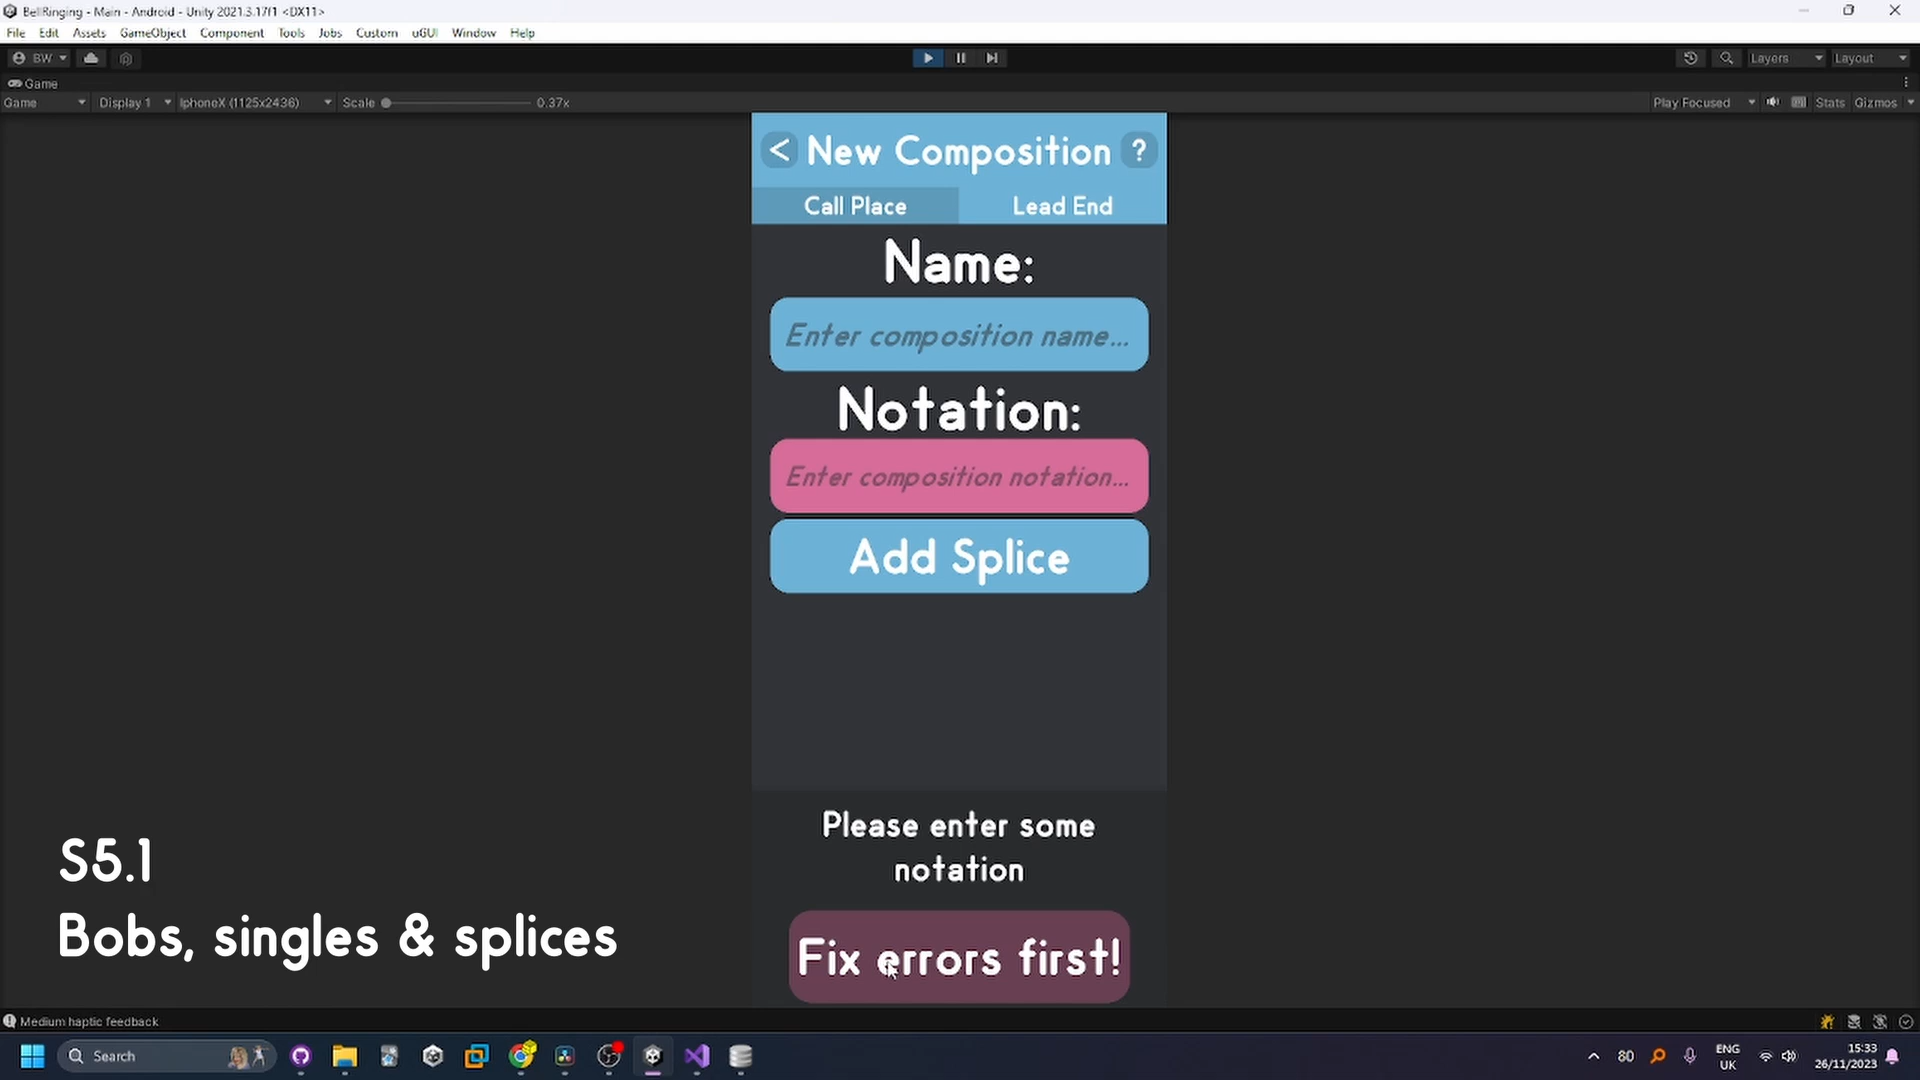 BellRinging - Main - Android - Unity 2021.3.17f1 <DX11>
File Edit Assets GameObject Component Tools Jobs Custom uGUI Window Help
BW Layers Layout
Game
Game Display 1 IphoneX (1125x2436) Scale 0.37x Play Focused Stats Gizmos
< New Composition ?
Call Place Lead End
Name:
Enter composition name...
Notation:
Enter composition notation...
Add Splice
Please enter some
notation
Fix errors first!
S5.1
Bobs, singles & splices
Medium haptic feedback
Search 80 ENG 15:33
UK 26/11/2023